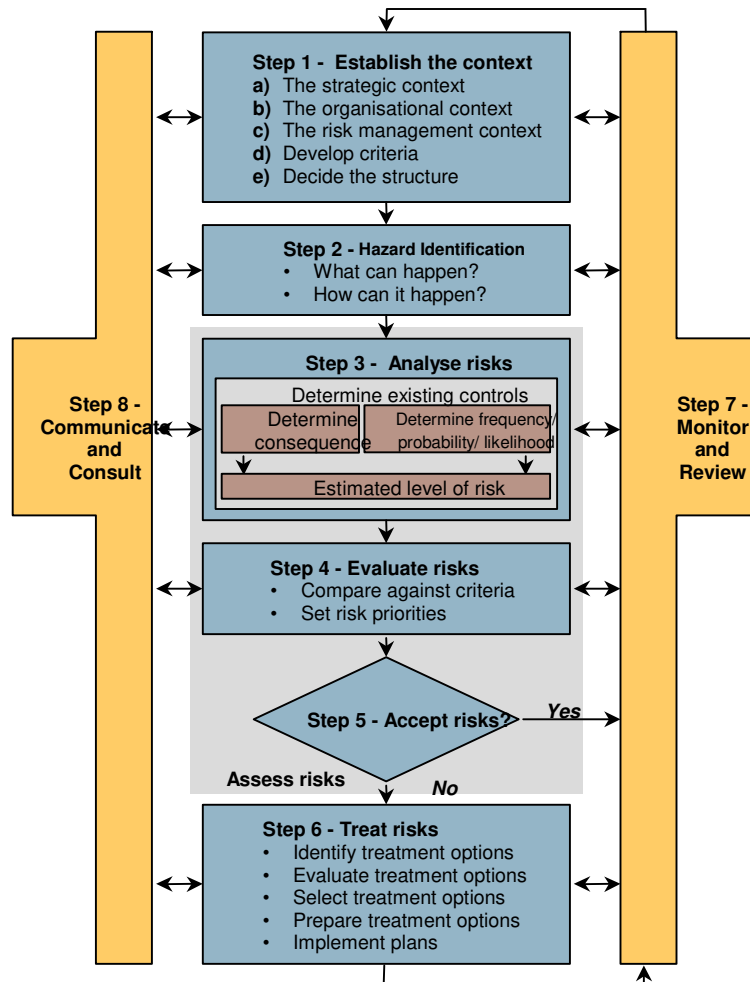 Step 1 - Establish the context
a) The strategic context
b) The organisational context
c) The risk management context
d) Develop criteria
e) Decide the structure
Step 2 - Hazard Identification
• What can happen?
• How can it happen?
Step 3 - Analyse risks
Determine existing controls
Determine
consequence
Determine frequency/
probability/ likelihood
Estimated level of risk
Step 8 -
Communicate
and
Consult
Step 7 -
Monitor
and
Review
Step 4 - Evaluate risks
• Compare against criteria
• Set risk priorities
Step 5 - Accept risks?
Yes
Assess risks
No
Step 6 - Treat risks
• Identify treatment options
• Evaluate treatment options
• Select treatment options
• Prepare treatment options
• Implement plans